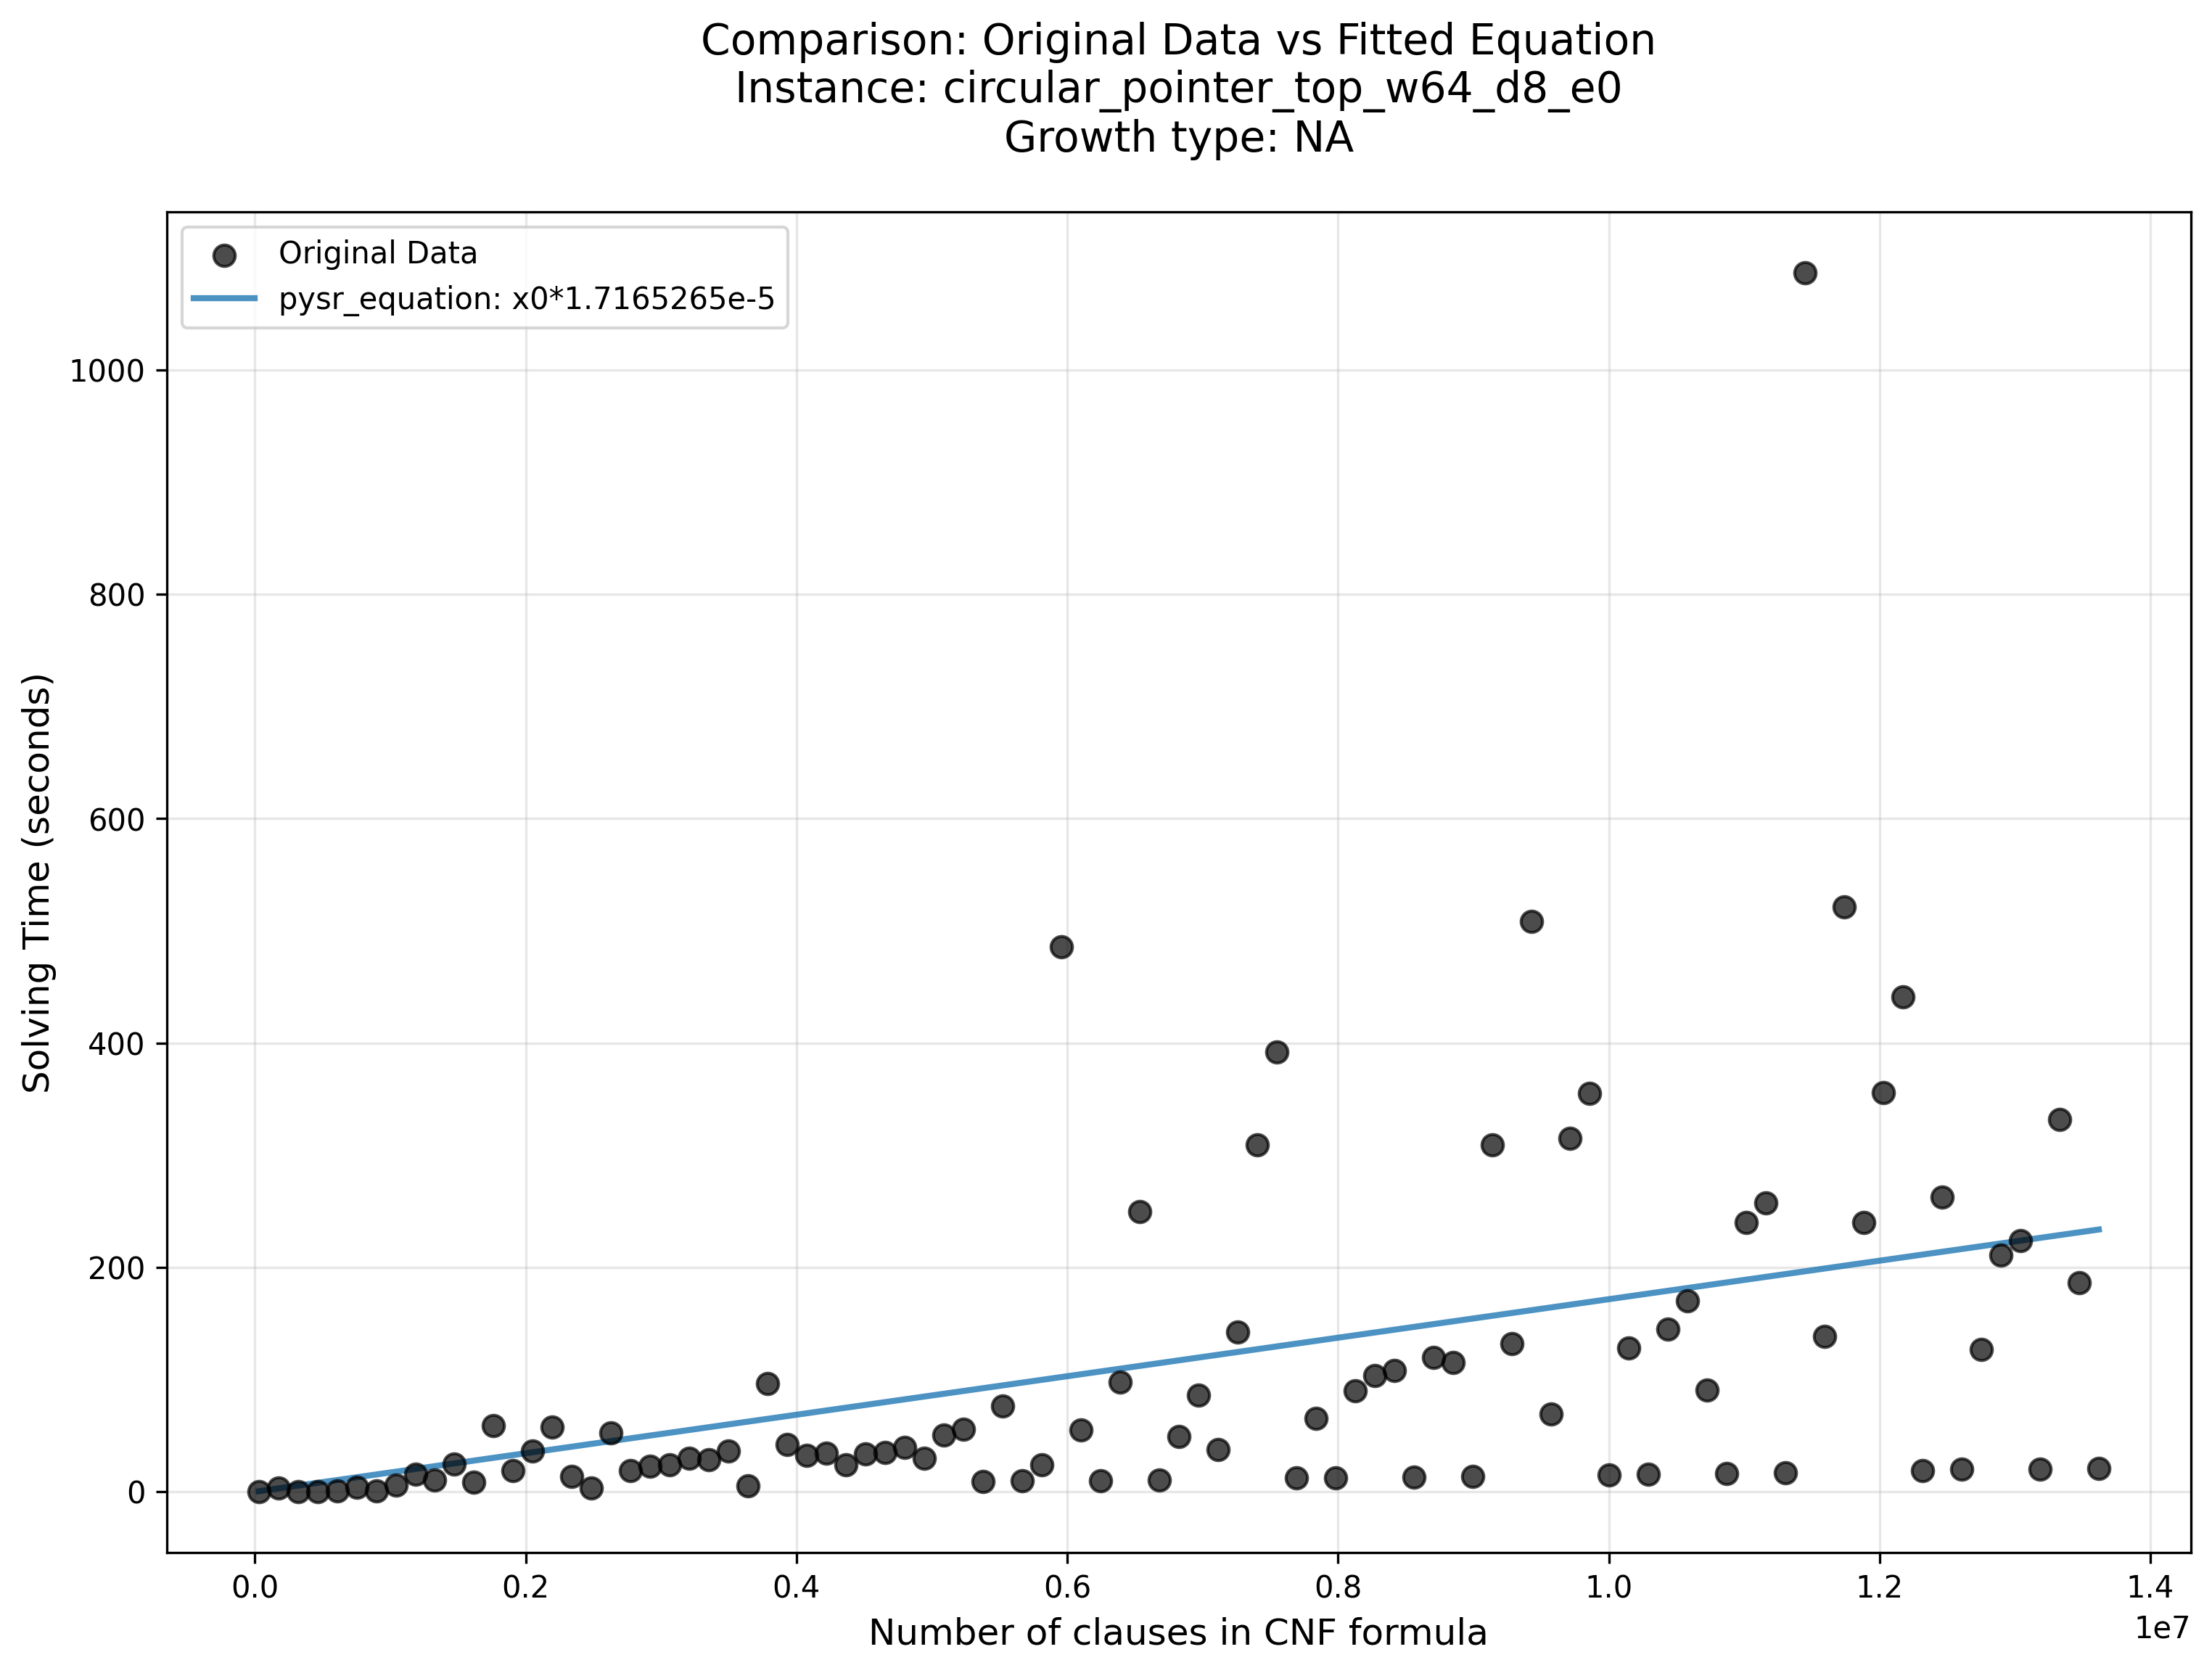 Comparison: Original Data vs Fitted Equation
Instance: circular_pointer_top_w64_d8_e0
Growth type: NA
Original Data
pysr_equation: x0*1.7165265e-5
Solving Time (seconds)
1000
800
600
400
200
0
0.0 0.2 0.4 0.6 0.8 1.0 1.2 1.4
1e7
Number of clauses in CNF formula